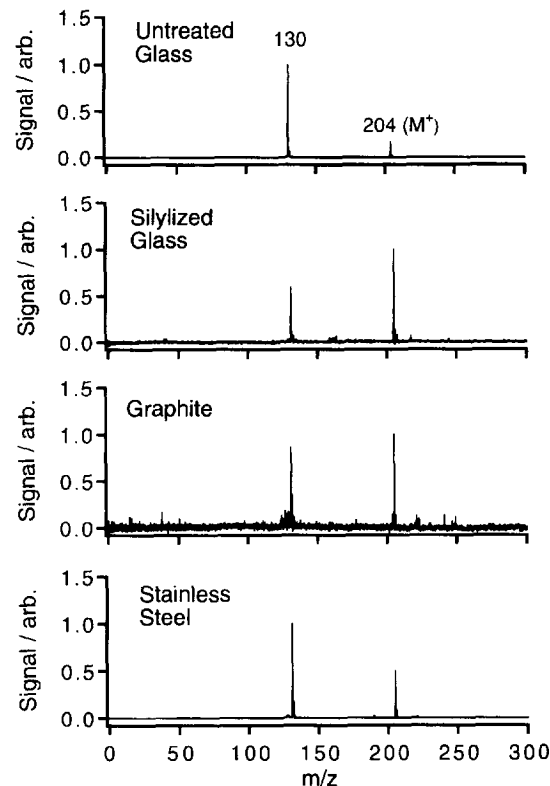 1.5
1.0
0.5
0.0
Signal / arb.
Untreated
Glass
130
204 (M⁺)
1.5
1.0
0.5
0.0
Signal / arb.
Silylized
Glass
1.5
1.0
0.5
0.0
Signal / arb.
Graphite
1.5
1.0
0.5
0.0
Signal / arb.
Stainless
Steel
0 50 100 150 200 250 300
m/z